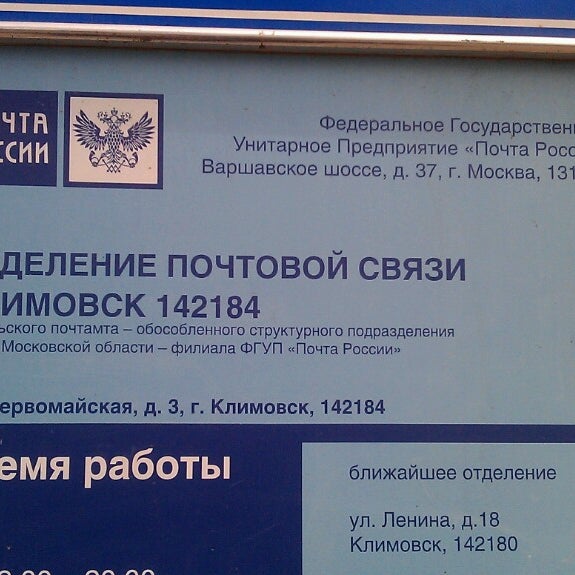 ЧТА
ССИИ
Федеральное Государственн
Унитарное Предприятие «Почта Росс
Варшавское шоссе, д. 37, г. Москва, 131
ДЕЛЕНИЕ ПОЧТОВОЙ СВЯЗИ
ИМОВСК 142184
ьского почтамта – обособленного структурного подразделения
Московской области – филиала ФГУП «Почта России»
ервомайская, д. 3, г. Климовск, 142184
емя работы
ближайшее отделение
ул. Ленина, д.18
Климовск, 142180